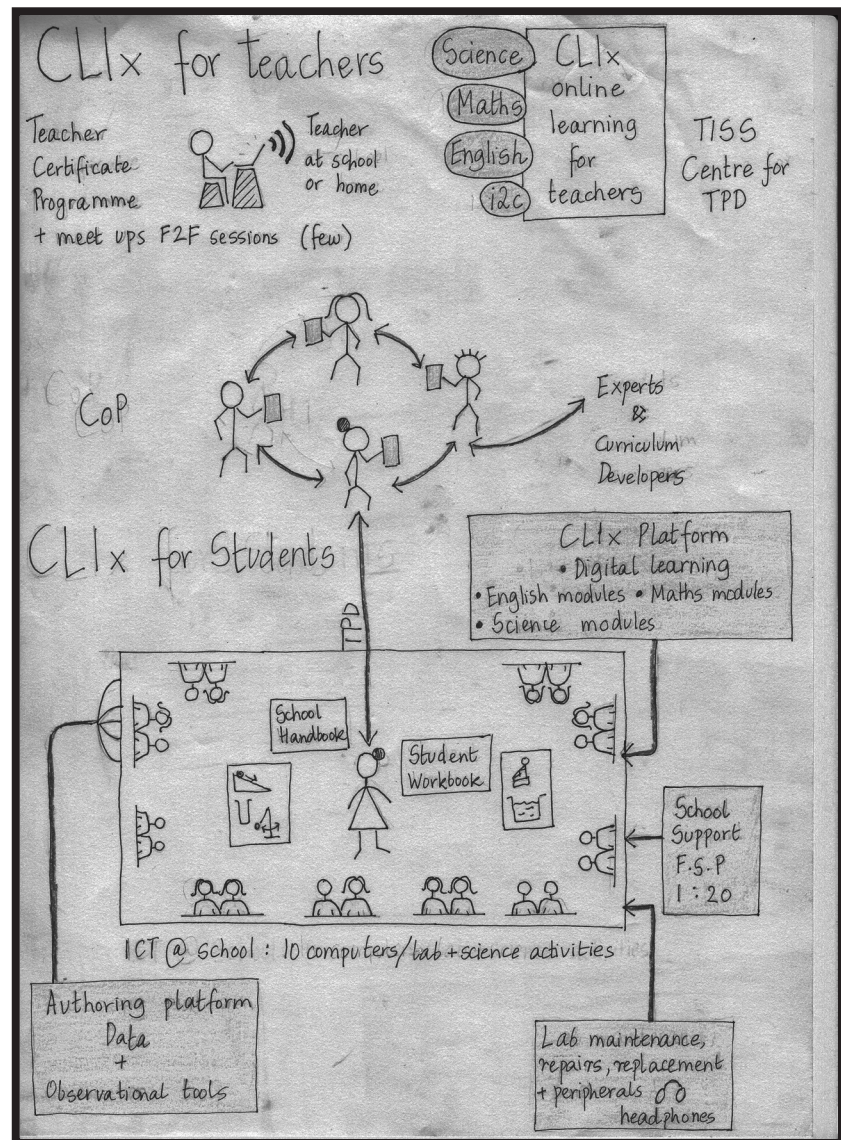 CLIx for teachers
Teacher
Certificate
Programme
+ meet ups F2F sessions (few)
Teacher
at school
or home
Science
Maths
English
i2c
CLIx
online
learning
for
teachers
TISS
Centre for
TPD
CoP
Experts
&
Curriculum
Developers
CLIx for Students
TPD
CLIx Platform
• Digital learning
• English modules • Maths modules
• Science modules
School
Handbook
Student
Workbook
School
Support
F.S.P
1 : 20
ICT @ school : 10 computers/lab + science activities
Authoring platform
Data
+
Observational tools
Lab maintenance,
repairs, replacement
+ peripherals
headphones